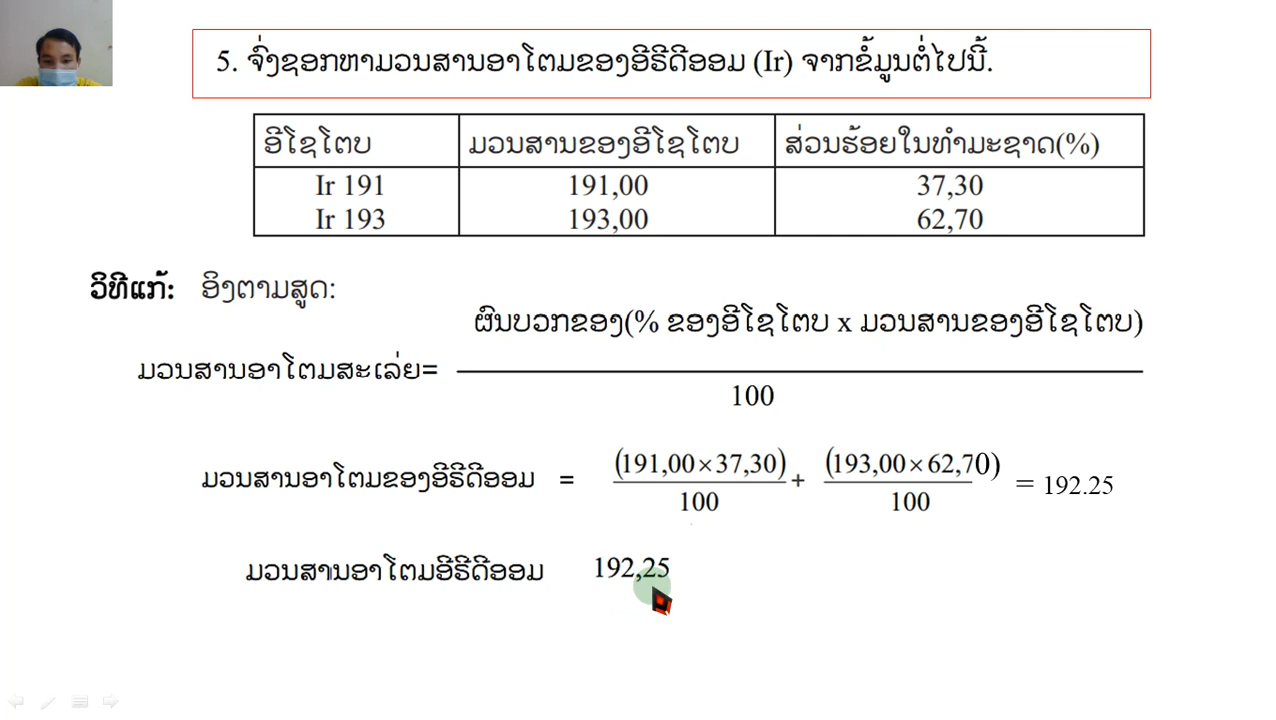 5. ຈົ່ງຊອກຫາມວນສານອາໂຕມຂອງອີຣິດີອອມ (Ir) ຈາກຂໍ້ມູນຕໍ່ໄປນີ້.
ອີໂຊໂຕບ ມວນສານຂອງອີໂຊໂຕບ ສ່ວນຮ້ອຍໃນທຳມະຊາດ(%)
Ir 191 191,00 37,30
Ir 193 193,00 62,70
ວິທີແກ້: ອິງຕາມສູດ:
ຜົນບວກຂອງ(% ຂອງອີໂຊໂຕບ x ມວນສານຂອງອີໂຊໂຕບ)
ມວນສານອາໂຕມສະເລ່ຍ=
100
ມວນສານອາໂຕມຂອງອີຣີດີອອມ = (191,00×37,30)/100 + (193,00×62,70)/100 = 192.25
ມວນສານອາໂຕມອີຣີດີອອມ 192,25